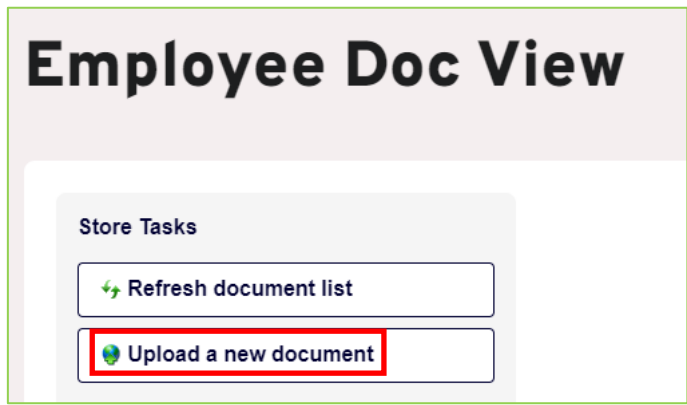 Employee Doc View
Store Tasks
Refresh document list
Upload a new document